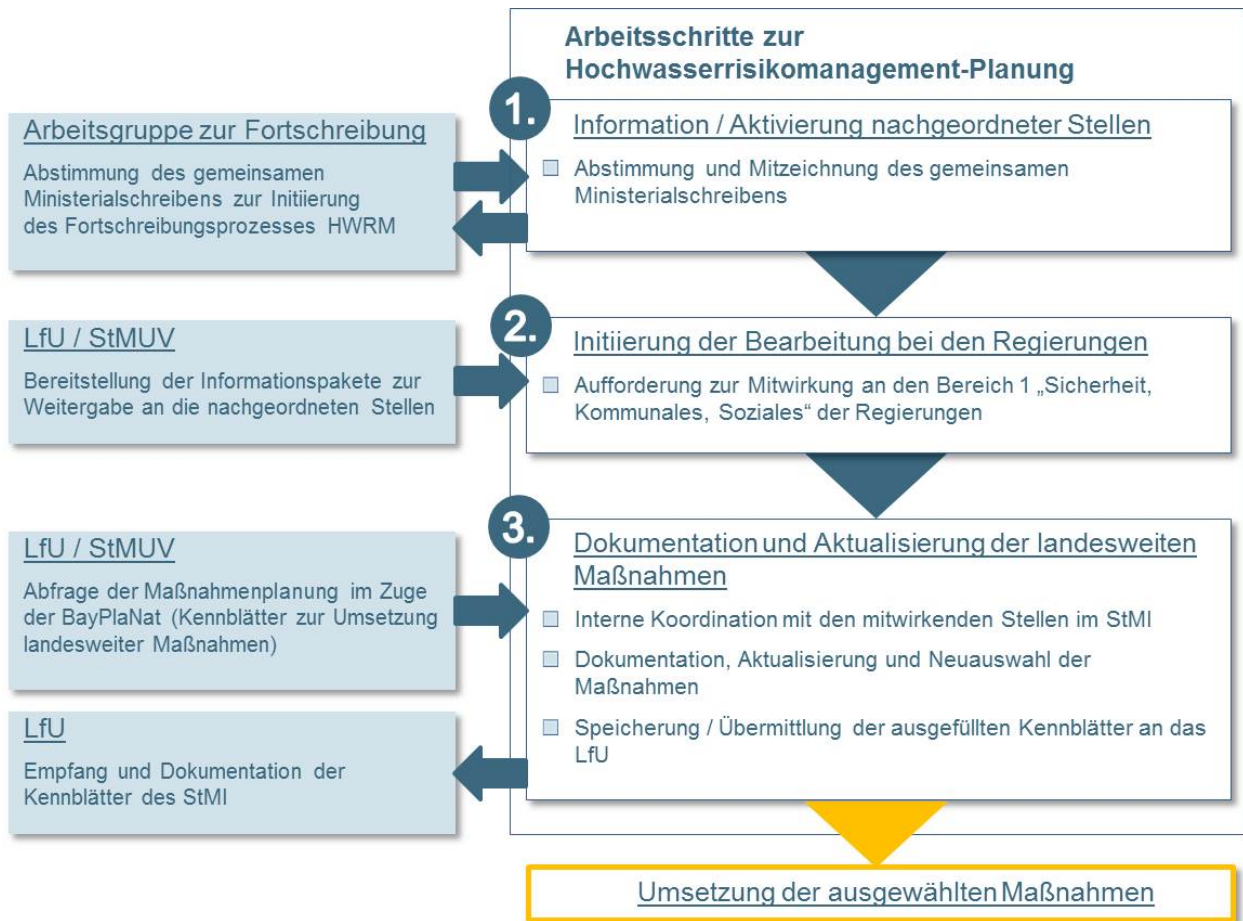 Arbeitsschritte zur
Hochwasserrisikomanagement-Planung
Arbeitsgruppe zur Fortschreibung
Abstimmung des gemeinsamen
Ministerialschreibens zur Initiierung
des Fortschreibungsprozesses HWRM
1.
Information / Aktivierung nachgeordneter Stellen
Abstimmung und Mitzeichnung des gemeinsamen
Ministerialschreibens
LfU / StMUV
Bereitstellung der Informationspakete zur
Weitergabe an die nachgeordneten Stellen
2.
Initiierung der Bearbeitung bei den Regierungen
Aufforderung zur Mitwirkung an den Bereich 1 „Sicherheit,
Kommunales, Soziales“ der Regierungen
LfU / StMUV
Abfrage der Maßnahmenplanung im Zuge
der BayPlaNat (Kennblätter zur Umsetzung
landesweiter Maßnahmen)
3.
Dokumentation und Aktualisierung der landesweiten
Maßnahmen
Interne Koordination mit den mitwirkenden Stellen im StMI
Dokumentation, Aktualisierung und Neuauswahl der
Maßnahmen
Speicherung / Übermittlung der ausgefüllten Kennblätter an das
LfU
LfU
Empfang und Dokumentation der
Kennblätter des StMI
Umsetzung der ausgewählten Maßnahmen